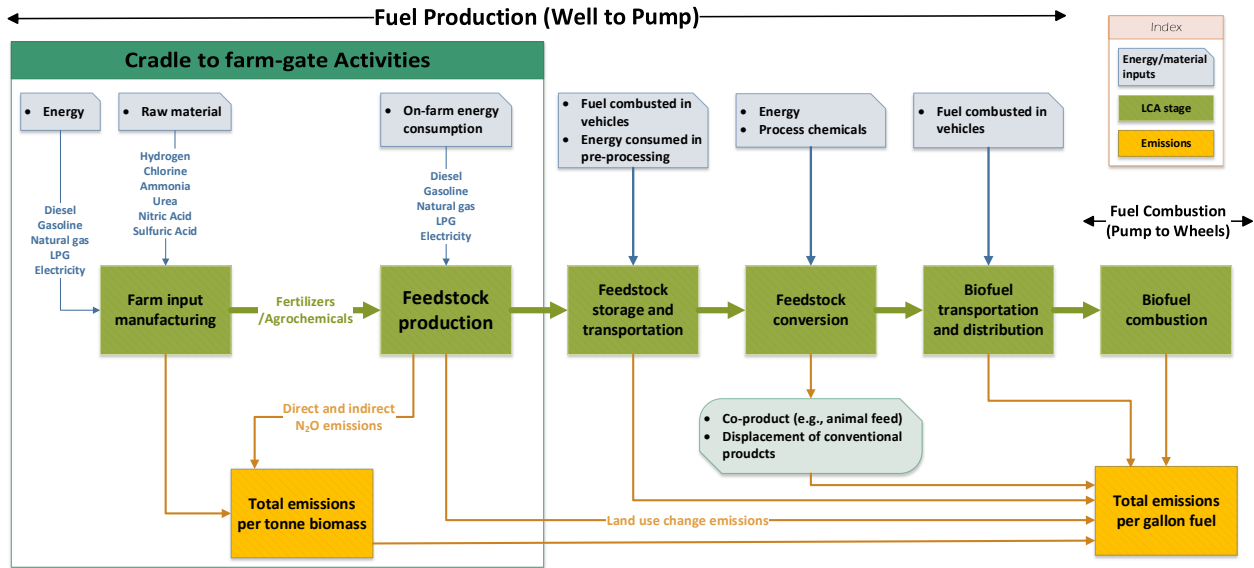 Fuel Production (Well to Pump)
Cradle to farm-gate Activities
Index
Energy/material
inputs
LCA stage
Emissions
• Energy
• Raw material
• On-farm energy
consumption
• Fuel combusted in
vehicles
• Energy consumed in
pre-processing
• Energy
• Process chemicals
• Fuel combusted in
vehicles
Diesel
Gasoline
Natural gas
LPG
Electricity
Hydrogen
Chlorine
Ammonia
Urea
Nitric Acid
Sulfuric Acid
Diesel
Gasoline
Natural gas
LPG
Electricity
Fuel Combustion
(Pump to Wheels)
Farm input
manufacturing
Fertilizers
/Agrochemicals
Feedstock
production
Feedstock
storage and
transportation
Feedstock
conversion
Biofuel
transportation
and distribution
Biofuel
combustion
Direct and indirect
N₂O emissions
• Co-product (e.g., animal feed)
• Displacement of conventional
proudcts
Total emissions
per tonne biomass
Land use change emissions
Total emissions
per gallon fuel